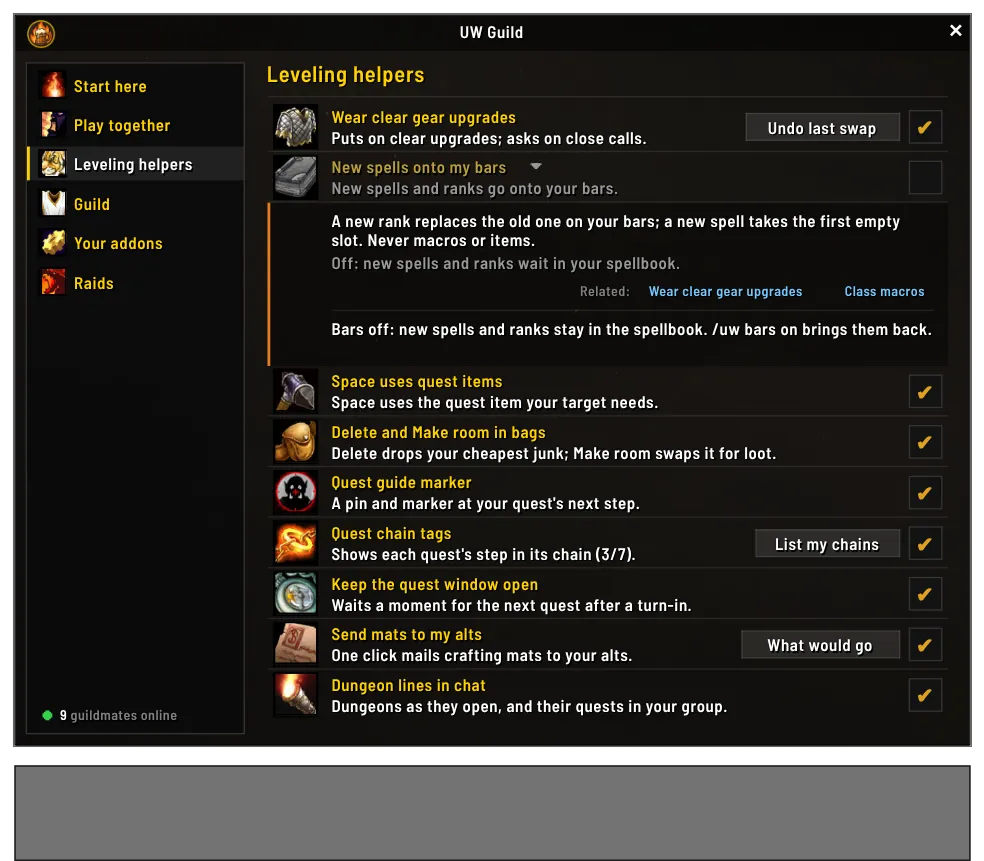 UW Guild
Start here
Play together
Leveling helpers
Guild
Your addons
Raids
9 guildmates online
Leveling helpers
Wear clear gear upgrades
Puts on clear upgrades; asks on close calls.
Undo last swap
New spells onto my bars
New spells and ranks go onto your bars.
A new rank replaces the old one on your bars; a new spell takes the first empty
slot. Never macros or items.
Off: new spells and ranks wait in your spellbook.
Related: Wear clear gear upgrades Class macros
Bars off: new spells and ranks stay in the spellbook. /uw bars on brings them back.
Space uses quest items
Space uses the quest item your target needs.
Delete and Make room in bags
Delete drops your cheapest junk; Make room swaps it for loot.
Quest guide marker
A pin and marker at your quest's next step.
Quest chain tags
Shows each quest's step in its chain (3/7).
List my chains
Keep the quest window open
Waits a moment for the next quest after a turn-in.
Send mats to my alts
One click mails crafting mats to your alts.
What would go
Dungeon lines in chat
Dungeons as they open, and their quests in your group.